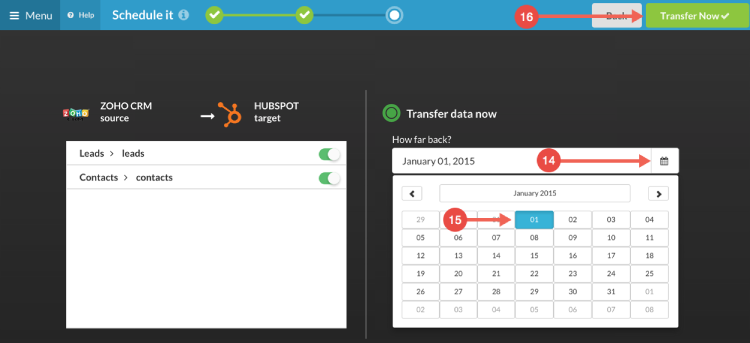 Menu
Help
Schedule it
16
Back
Transfer Now
ZOHO
ZOHO CRM
source
HUBSPOT
target
Leads > leads
Contacts > contacts
Transfer data now
How far back?
January 01, 2015
14
January 2015
29 15 01 02 03 04
05 06 07 08 09 10 11
12 13 14 15 16 17 18
19 20 21 22 23 24 25
26 27 28 29 30 31 01
02 03 04 05 06 07 08